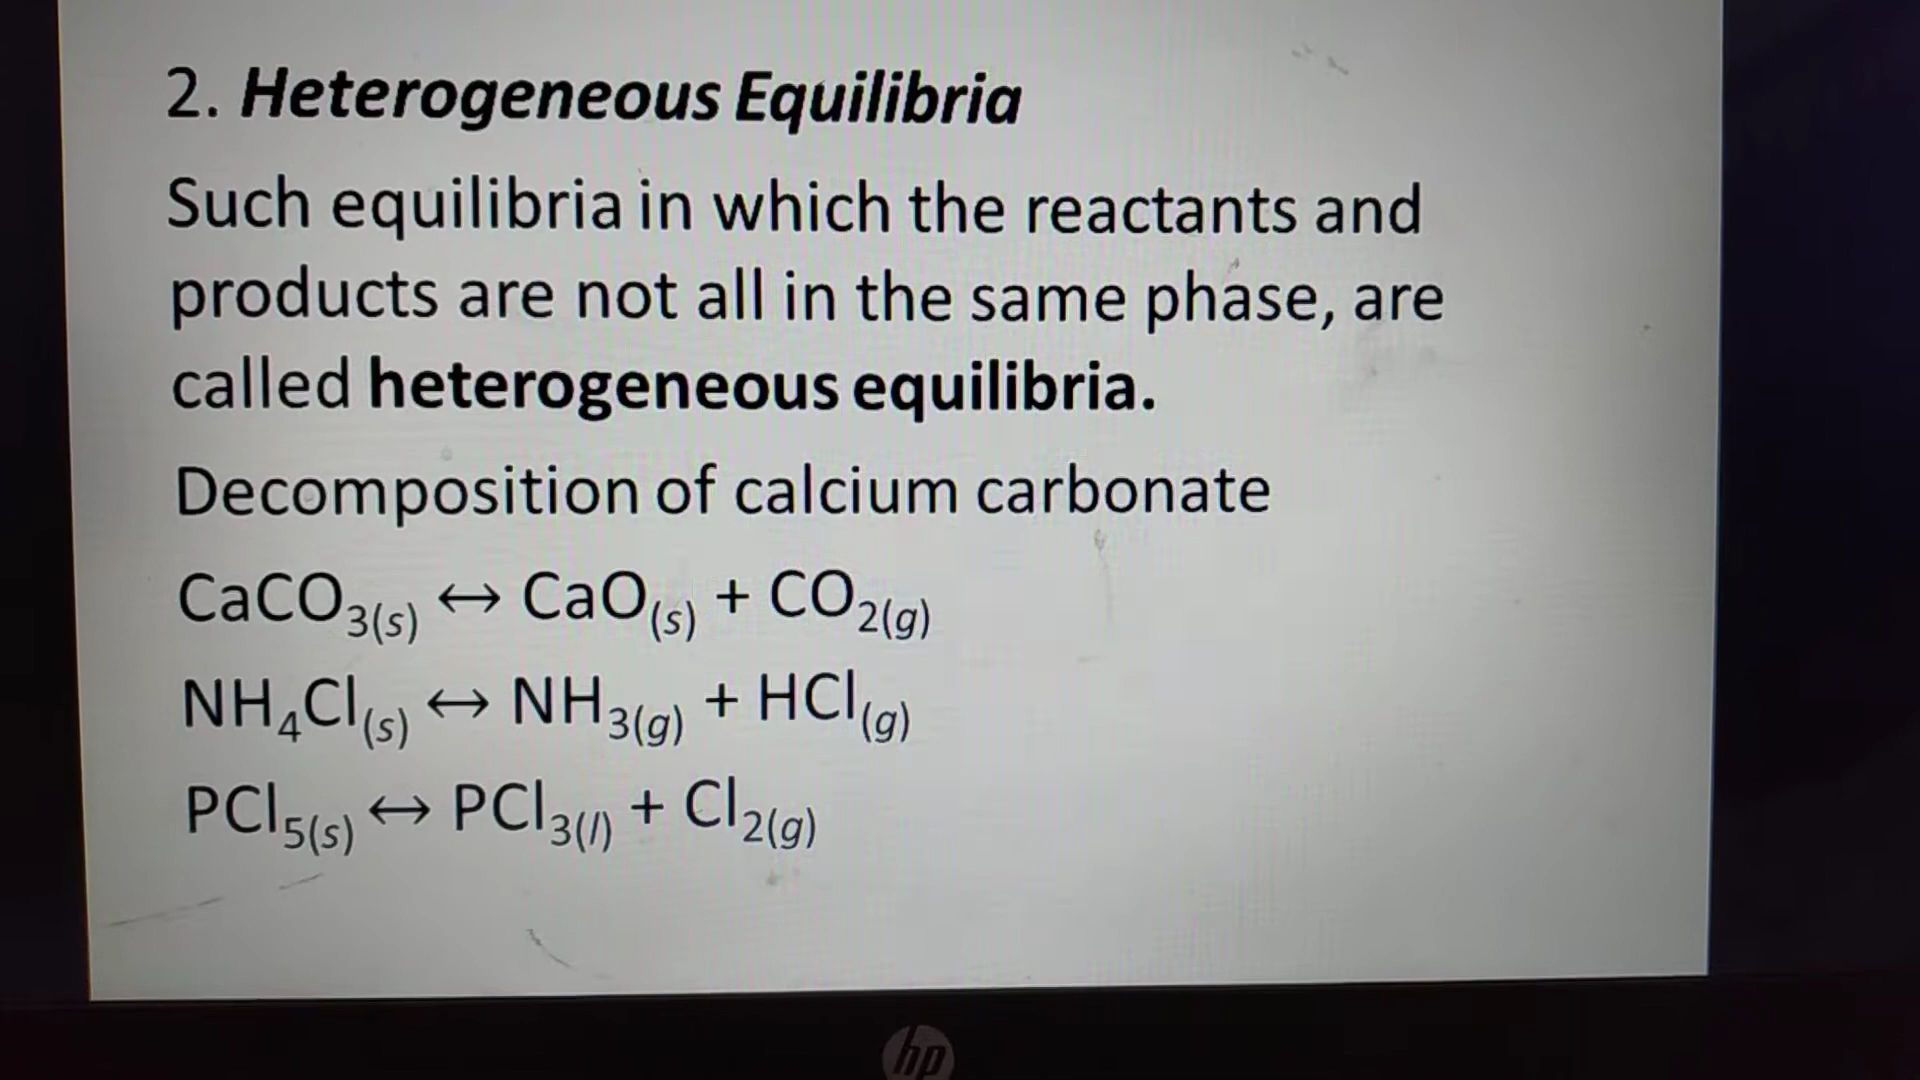 2. Heterogeneous Equilibria
Such equilibria in which the reactants and
products are not all in the same phase, are
called heterogeneous equilibria.
Decomposition of calcium carbonate
CaCO₃(s) ↔ CaO(s) + CO₂(g)
NH₄Cl(s) ↔ NH₃(g) + HCl(g)
PCl₅(s) ↔ PCl₃(l) + Cl₂(g)
hp